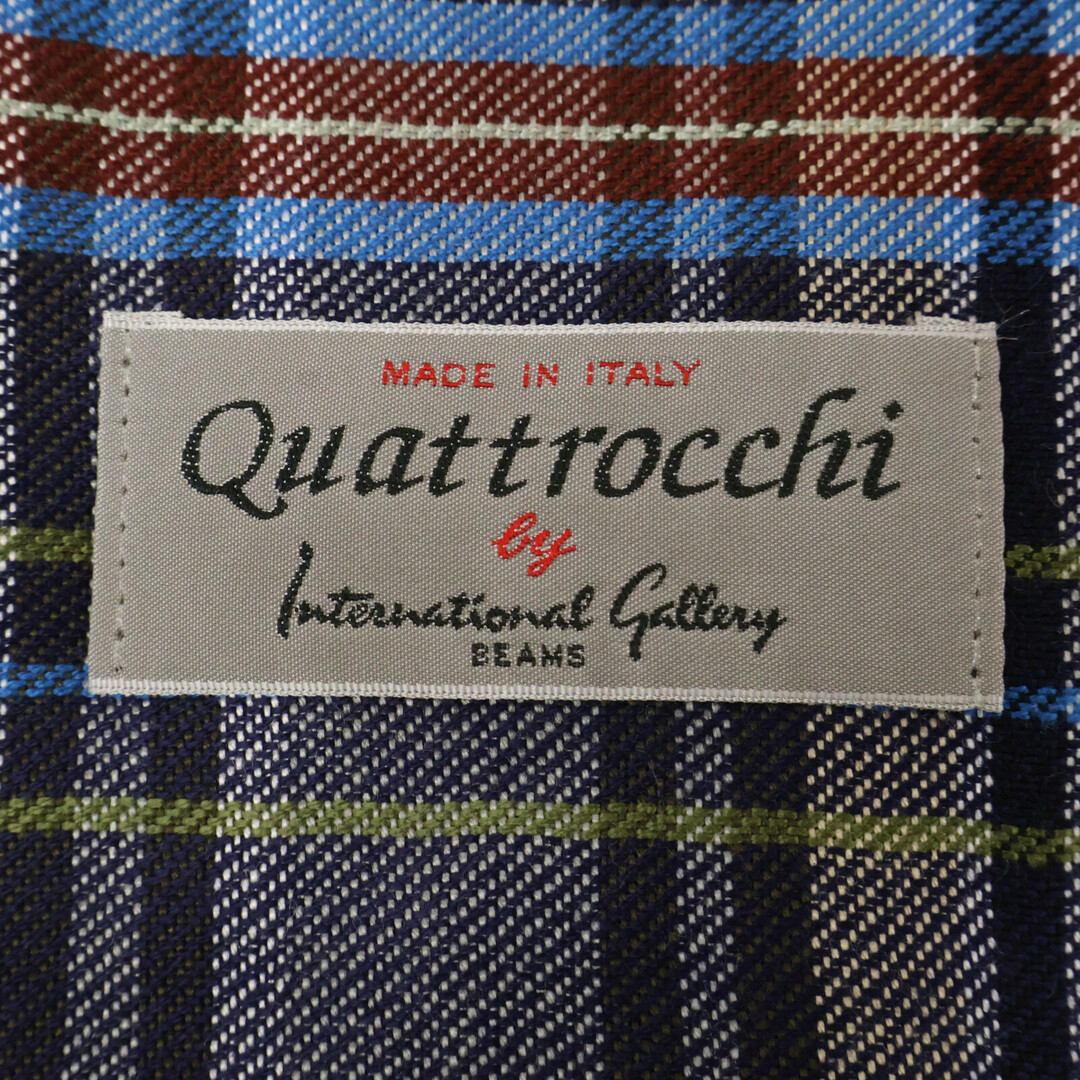 MADE IN ITALY
Quattrocchi
by
International Gallery
BEAMS